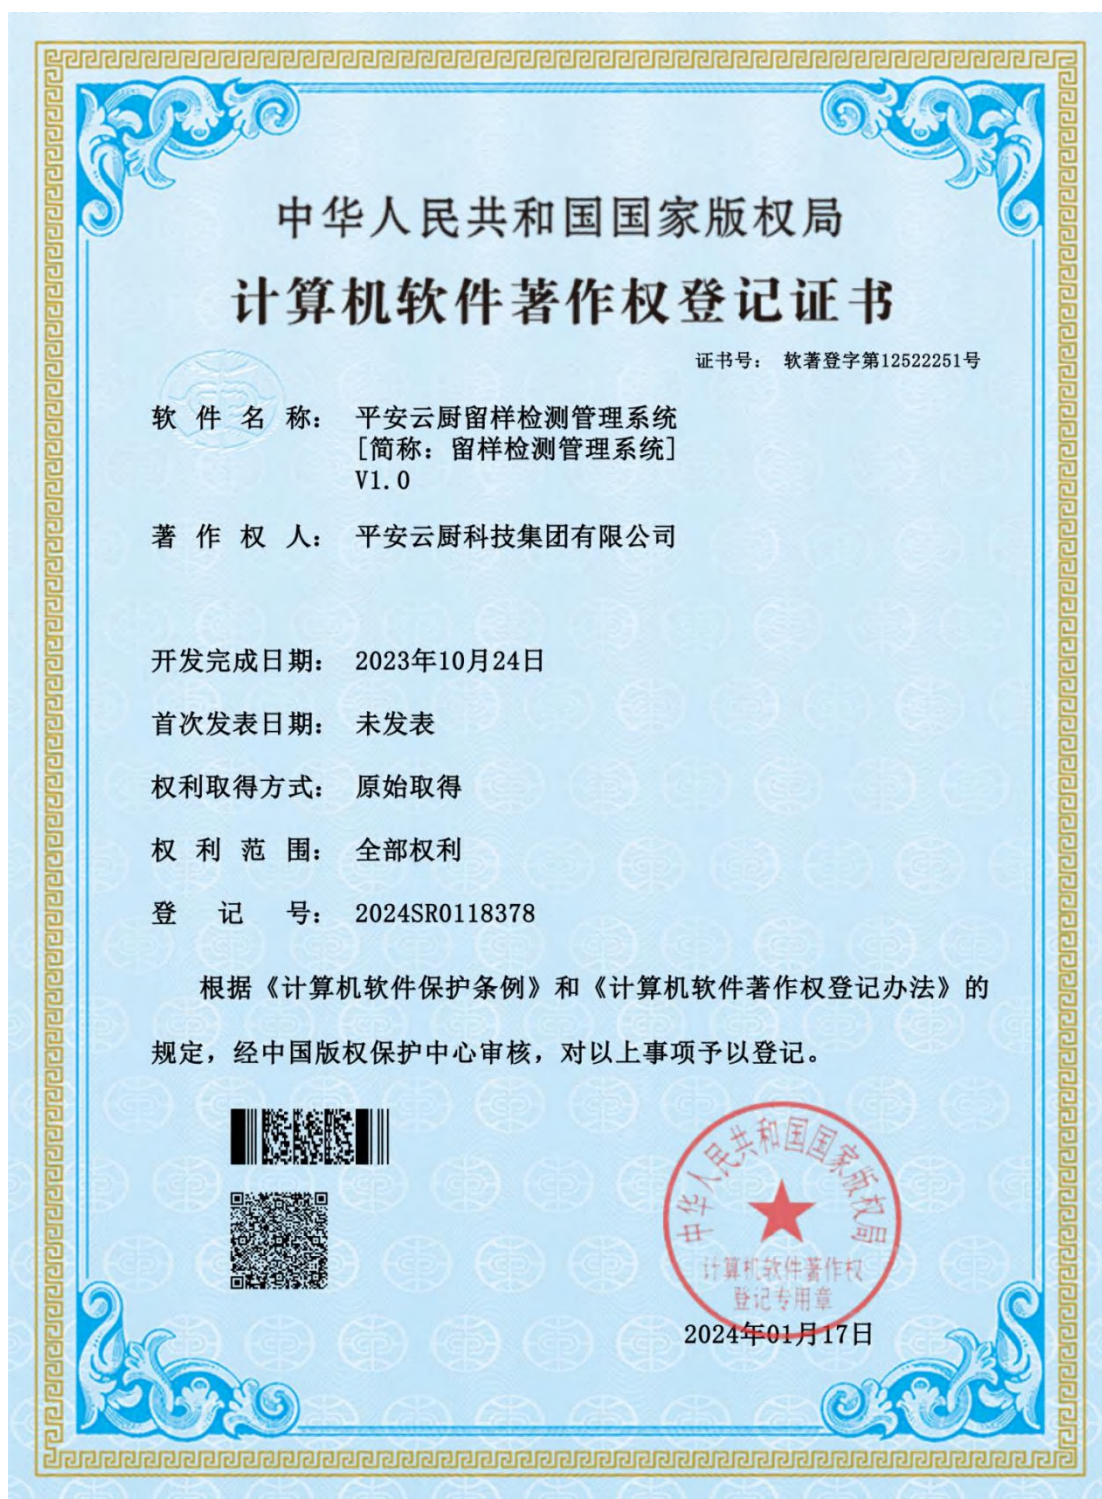 中华人民共和国国家版权局
计算机软件著作权登记证书
证书号： 软著登字第12522251号
软件名称： 平安云厨留样检测管理系统
[简称：留样检测管理系统]
V1.0
著作权人： 平安云厨科技集团有限公司
开发完成日期： 2023年10月24日
首次发表日期： 未发表
权利取得方式： 原始取得
权利范围： 全部权利
登记号： 2024SR0118378
根据《计算机软件保护条例》和《计算机软件著作权登记办法》的
规定，经中国版权保护中心审核，对以上事项予以登记。
中华人民共和国国家版权局
计算机软件著作权
登记专用章
2024年01月17日